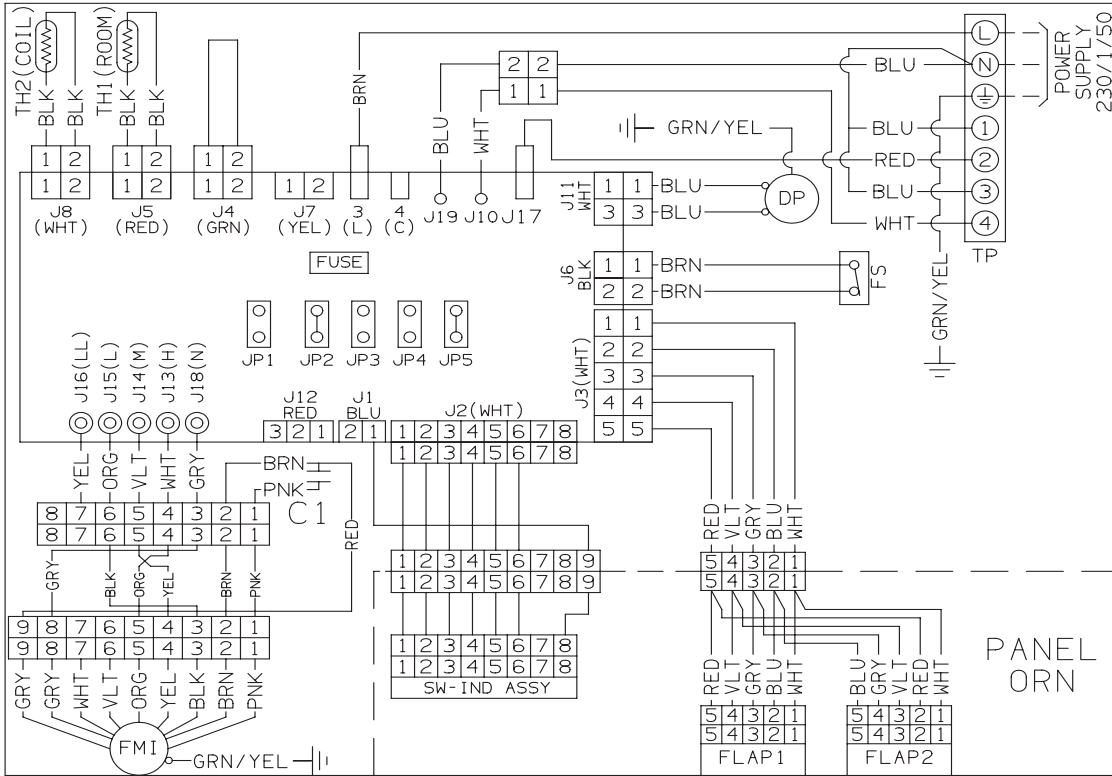 TH2(COIL)
TH1(ROOM)
BLK
BLK
BLK
BLK
BRN
BLU
WHT
2 2
1 1
BLU
L
N
1
2
3
4
TP
POWER
SUPPLY
230/1/50
GRN/YEL
BLU
RED
BLU
WHT
GRN/YEL
DP
1 2
1 2
J8
(WHT)
1 2
1 2
J5
(RED)
1 2
1 2
J4
(GRN)
1 2
J7
(YEL)
3
(L)
4
(C)
J19
J10
J17
J11
WHT
1 1
3 3
BLU
BLU
FUSE
J6
BLK
1 1
2 2
BRN
BRN
FS
JP1
JP2
JP3
JP4
JP5
J3(WHT)
1 1
2 2
3 3
4 4
5 5
J16(LL)
J15(L)
J14(M)
J13(H)
J18(N)
J12
RED
3 2 1
J1
BLU
2 1
J2(WHT)
1 2 3 4 5 6 7 8
1 2 3 4 5 6 7 8
YEL
ORG
VLT
WHT
GRY
BRN
PNK
C1
RED
8 7 6 5 4 3 2 1
8 7 6 5 4 3 2 1
GRY
BLK
ORG
YEL
BRN
PNK
9 8 7 6 5 4 3 2 1
9 8 7 6 5 4 3 2 1
GRY
GRY
WHT
VLT
ORG
YEL
BLK
BRN
PNK
FMI
GRN/YEL
1 2 3 4 5 6 7 8 9
1 2 3 4 5 6 7 8 9
1 2 3 4 5 6 7 8
1 2 3 4 5 6 7 8
SW-IND ASSY
RED
VLT
GRY
BLU
WHT
5 4 3 2 1
5 4 3 2 1
RED
VLT
GRY
BLU
WHT
5 4 3 2 1
5 4 3 2 1
FLAP1
BLU
GRY
VLT
RED
WHT
5 4 3 2 1
5 4 3 2 1
FLAP2
PANEL
ORN